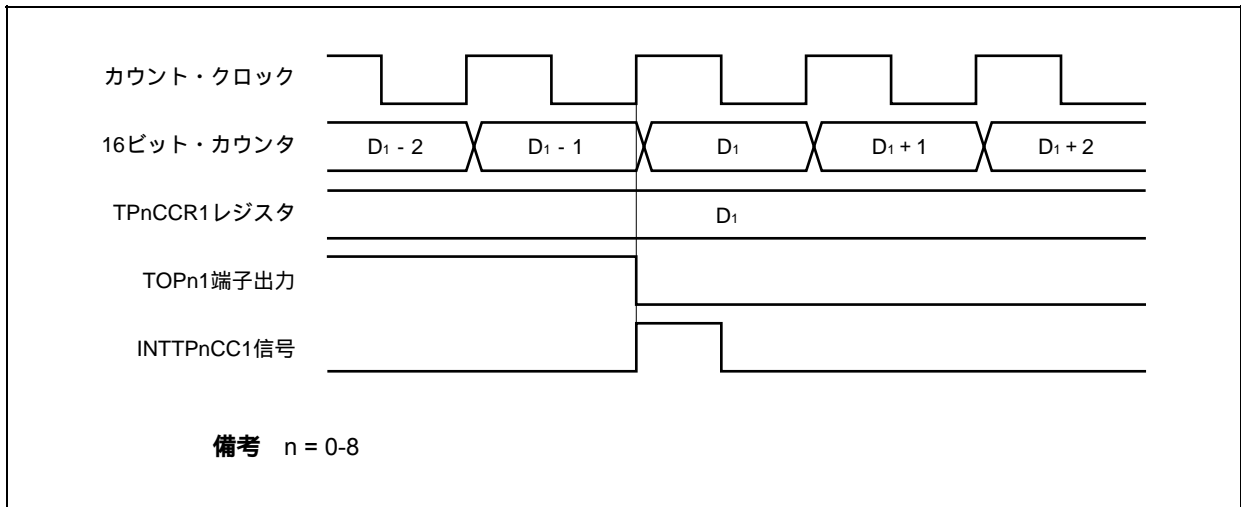 カウント・クロック
16ビット・カウンタ D₁ - 2 D₁ - 1 D₁ D₁ + 1 D₁ + 2
TPnCCR1レジスタ D₁
TOPn1端子出力
INTTPnCC1信号
備考 n = 0-8